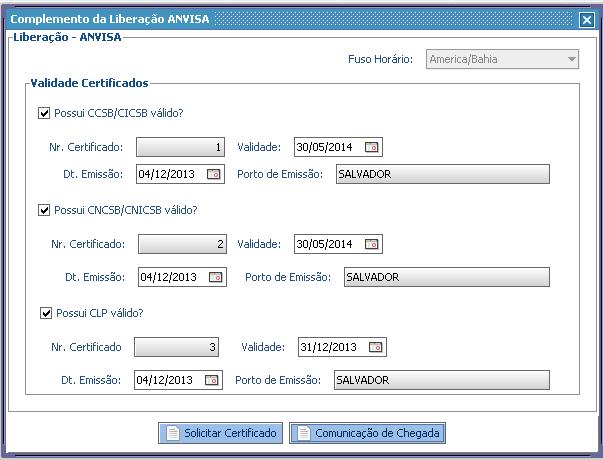 Complemento da Liberação ANVISA
Liberação - ANVISA
Fuso Horário: America/Bahia
Validade Certificados
Possui CCSB/CICSB válido?
Nr. Certificado: 1 Validade: 30/05/2014
Dt. Emissão: 04/12/2013 Porto de Emissão: SALVADOR
Possui CNCSB/CNICSB válido?
Nr. Certificado: 2 Validade: 30/05/2014
Dt. Emissão: 04/12/2013 Porto de Emissão: SALVADOR
Possui CLP válido?
Nr. Certificado 3 Validade: 31/12/2013
Dt. Emissão: 04/12/2013 Porto de Emissão: SALVADOR
Solicitar Certificado Comunicação de Chegada